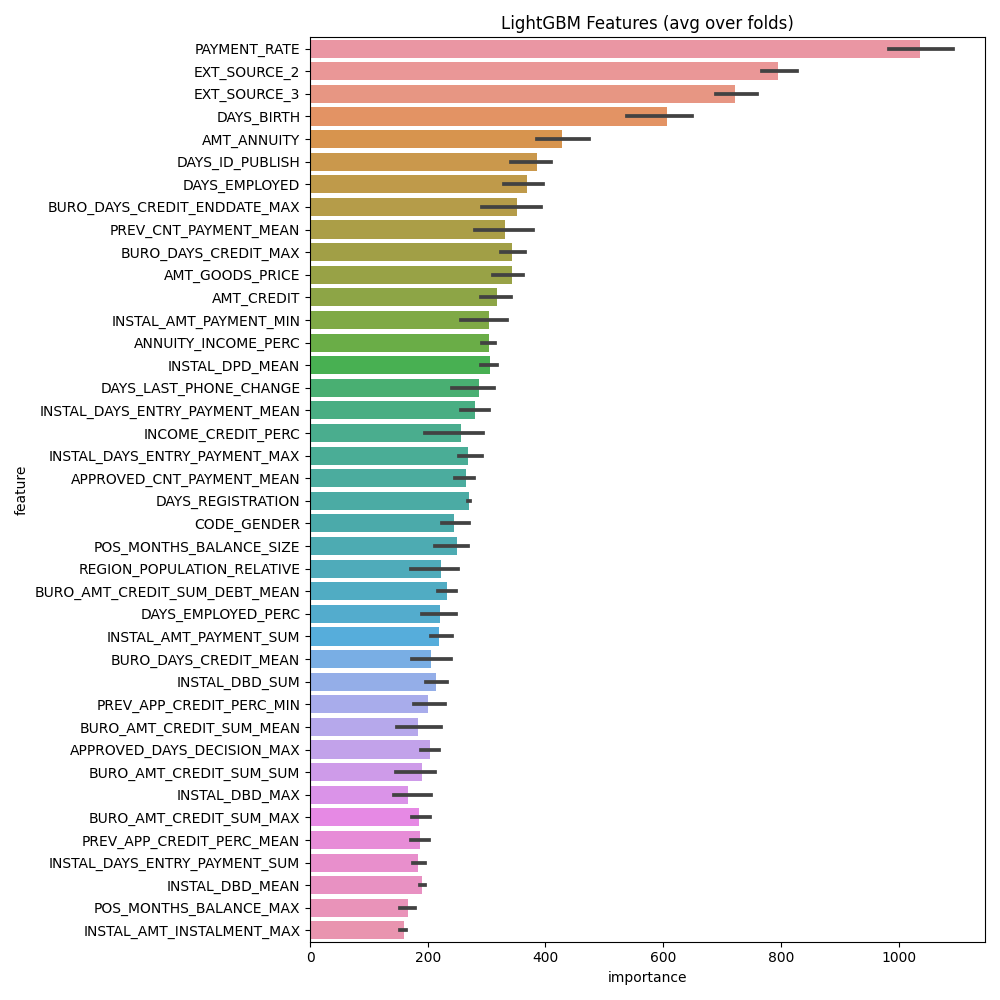 LightGBM Features (avg over folds)
PAYMENT_RATE
EXT_SOURCE_2
EXT_SOURCE_3
DAYS_BIRTH
AMT_ANNUITY
DAYS_ID_PUBLISH
DAYS_EMPLOYED
BURO_DAYS_CREDIT_ENDDATE_MAX
PREV_CNT_PAYMENT_MEAN
BURO_DAYS_CREDIT_MAX
AMT_GOODS_PRICE
AMT_CREDIT
INSTAL_AMT_PAYMENT_MIN
ANNUITY_INCOME_PERC
INSTAL_DPD_MEAN
DAYS_LAST_PHONE_CHANGE
INSTAL_DAYS_ENTRY_PAYMENT_MEAN
INCOME_CREDIT_PERC
INSTAL_DAYS_ENTRY_PAYMENT_MAX
APPROVED_CNT_PAYMENT_MEAN
DAYS_REGISTRATION
CODE_GENDER
POS_MONTHS_BALANCE_SIZE
REGION_POPULATION_RELATIVE
BURO_AMT_CREDIT_SUM_DEBT_MEAN
DAYS_EMPLOYED_PERC
INSTAL_AMT_PAYMENT_SUM
BURO_DAYS_CREDIT_MEAN
INSTAL_DBD_SUM
PREV_APP_CREDIT_PERC_MIN
BURO_AMT_CREDIT_SUM_MEAN
APPROVED_DAYS_DECISION_MAX
BURO_AMT_CREDIT_SUM_SUM
INSTAL_DBD_MAX
BURO_AMT_CREDIT_SUM_MAX
PREV_APP_CREDIT_PERC_MEAN
INSTAL_DAYS_ENTRY_PAYMENT_SUM
INSTAL_DBD_MEAN
POS_MONTHS_BALANCE_MAX
INSTAL_AMT_INSTALMENT_MAX
feature
0 200 400 600 800 1000
importance